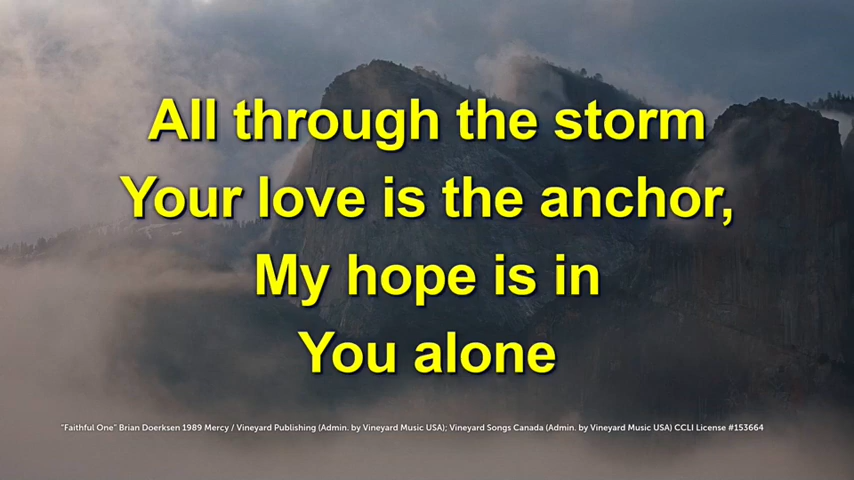 All through the storm
Your love is the anchor,
My hope is in
You alone
"Faithful One" Brian Doerksen 1989 Mercy / Vineyard Publishing (Admin. by Vineyard Music USA); Vineyard Songs Canada (Admin. by Vineyard Music USA) CCLI License #153664